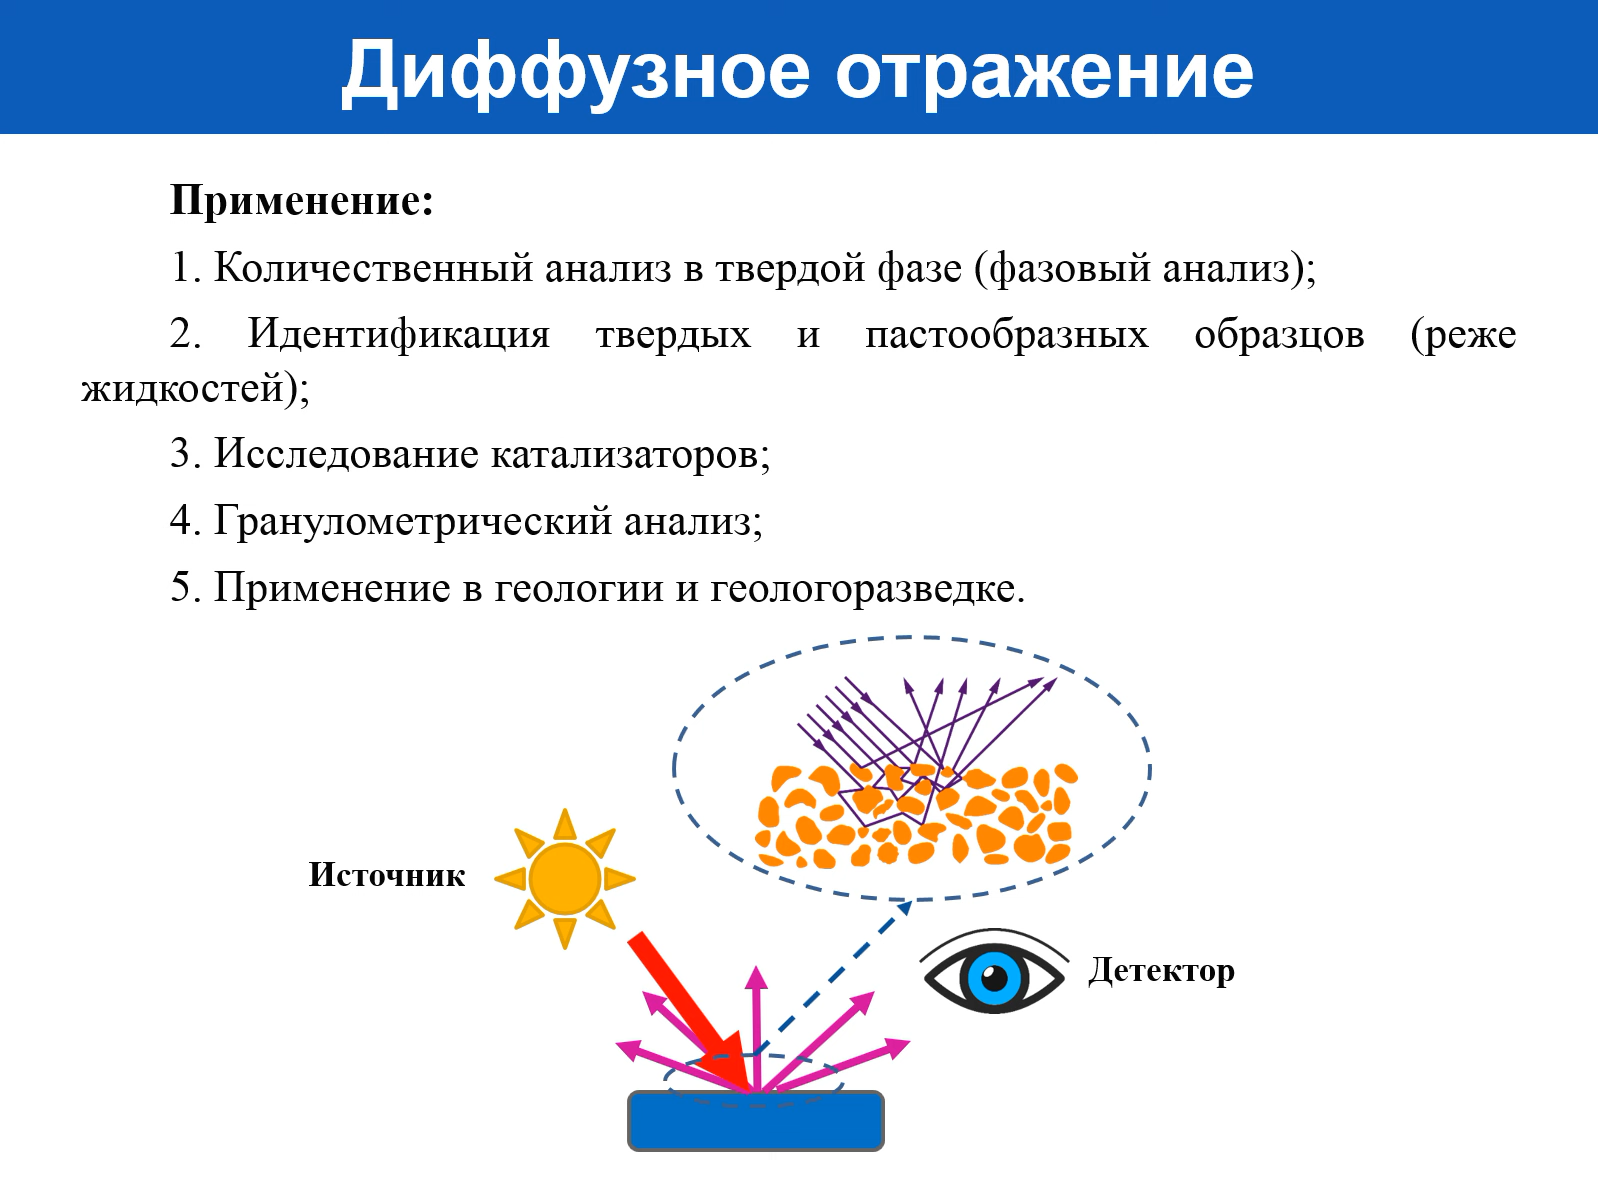 Диффузное отражение
Применение:
1. Количественный анализ в твердой фазе (фазовый анализ);
2. Идентификация твердых и пастообразных образцов (реже
жидкостей);
3. Исследование катализаторов;
4. Гранулометрический анализ;
5. Применение в геологии и геологоразведке.
Источник
Детектор